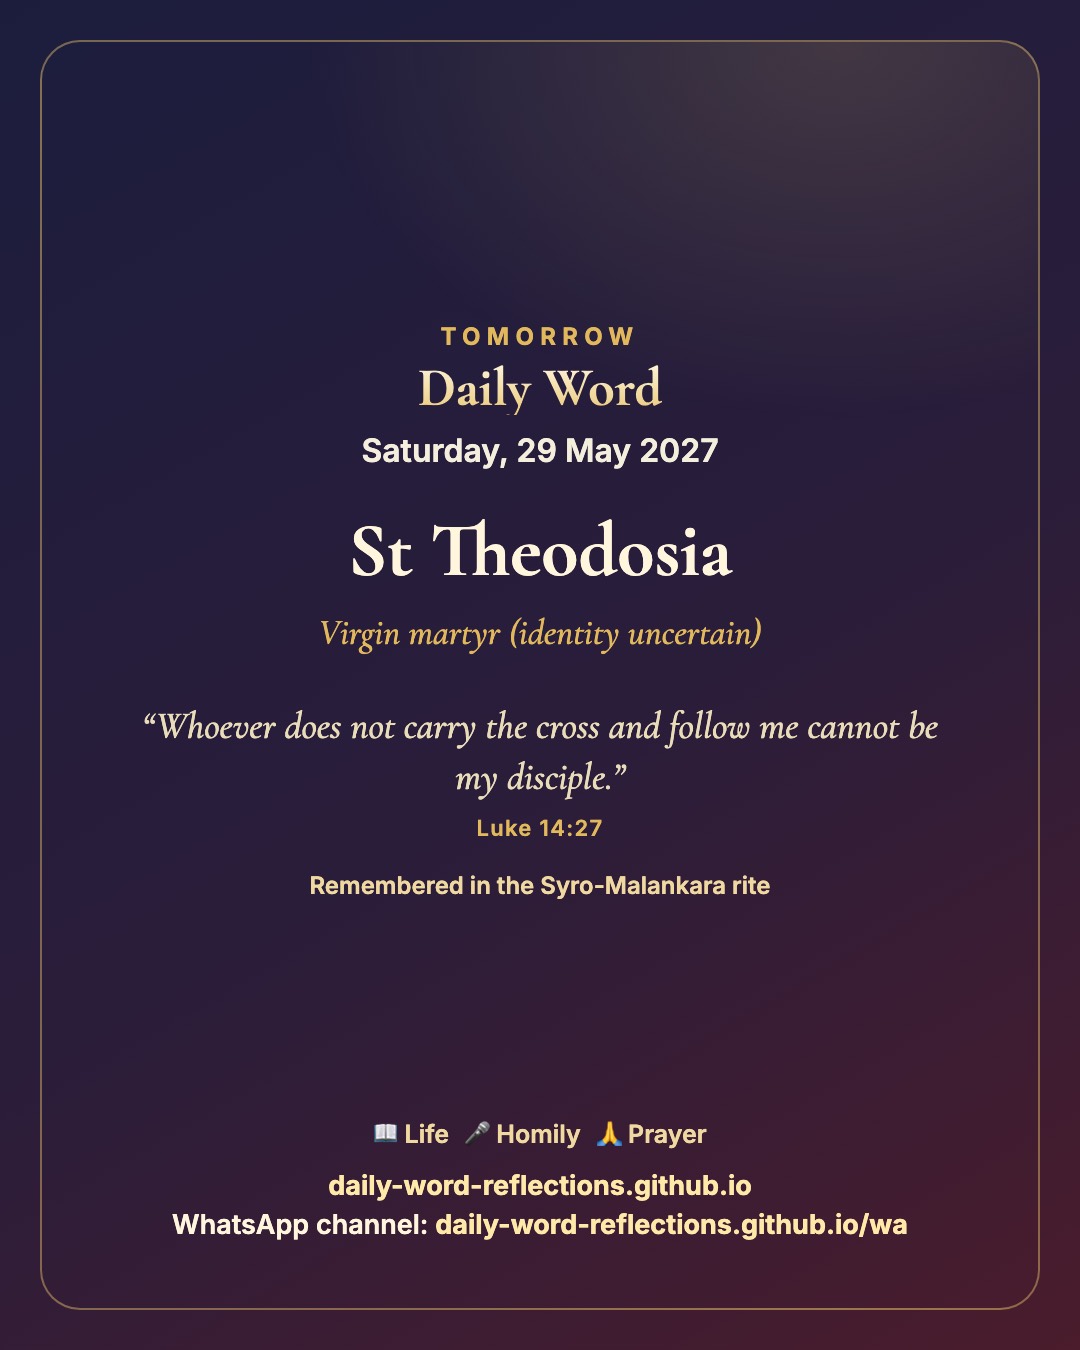 TOMORROW
Daily Word
Saturday, 29 May 2027
St Theodosia
Virgin martyr (identity uncertain)
“Whoever does not carry the cross and follow me cannot be
my disciple.”
Luke 14:27
Remembered in the Syro-Malankara rite
📖 Life 🎤 Homily 🙏 Prayer
daily-word-reflections.github.io
WhatsApp channel: daily-word-reflections.github.io/wa